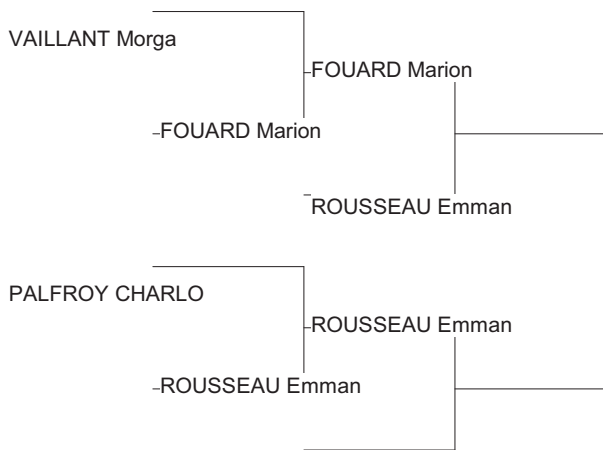 VAILLANT Morga
FOUARD Marion
FOUARD Marion
ROUSSEAU Emman
PALFROY CHARLO
ROUSSEAU Emman
ROUSSEAU Emman